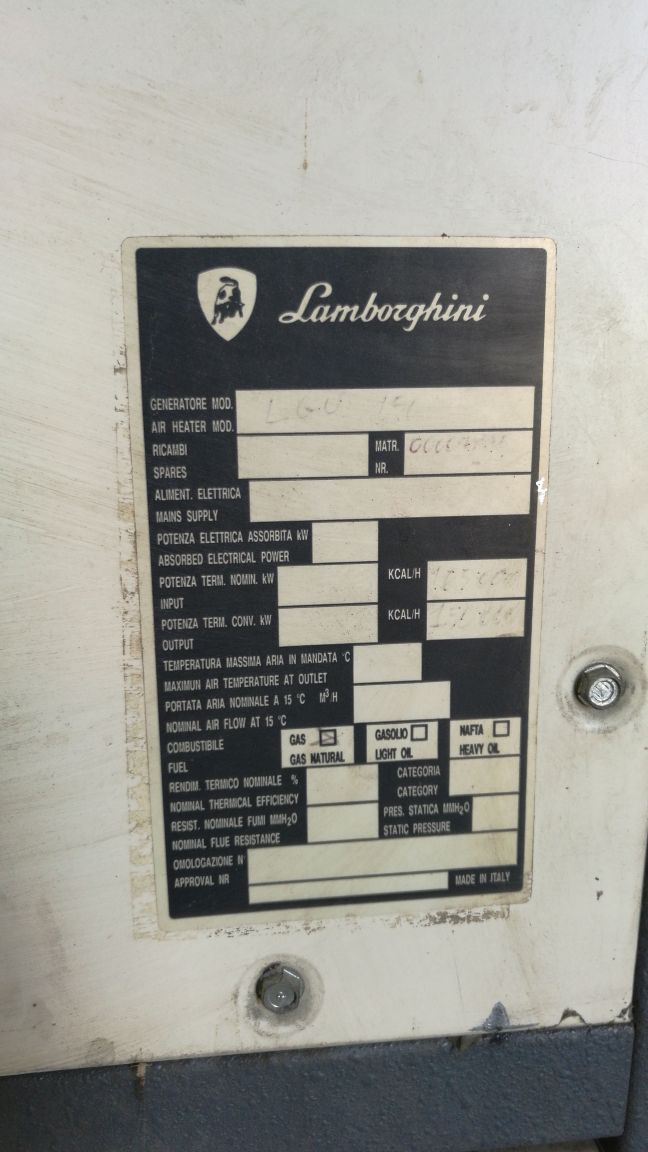 Lamborghini
GENERATORE MOD.
AIR HEATER MOD.
RICAMBI
SPARES
MATR.
NR.
ALIMENT. ELETTRICA
MAINS SUPPLY
POTENZA ELETTRICA ASSORBITA kW
ABSORBED ELECTRICAL POWER
POTENZA TERM. NOMIN. kW KCAL/H
INPUT
POTENZA TERM. CONV. kW KCAL/H
OUTPUT
TEMPERATURA MASSIMA ARIA IN MANDATA °C
MAXIMUN AIR TEMPERATURE AT OUTLET
PORTATA ARIA NOMINALE A 15 °C M³/H
NOMINAL AIR FLOW AT 15 °C
COMBUSTIBILE
FUEL
GAS
GAS NATURAL
GASOLIO
LIGHT OIL
NAFTA
HEAVY OIL
RENDIM. TERMICO NOMINALE %
NOMINAL THERMAL EFFICIENCY
CATEGORIA
CATEGORY
RESIST. NOMINALE FUMI MMH₂O
NOMINAL FLUE RESISTANCE
PRES. STATICA MMH₂O
STATIC PRESSURE
OMOLOGAZIONE N°
APPROVAL NR
MADE IN ITALY